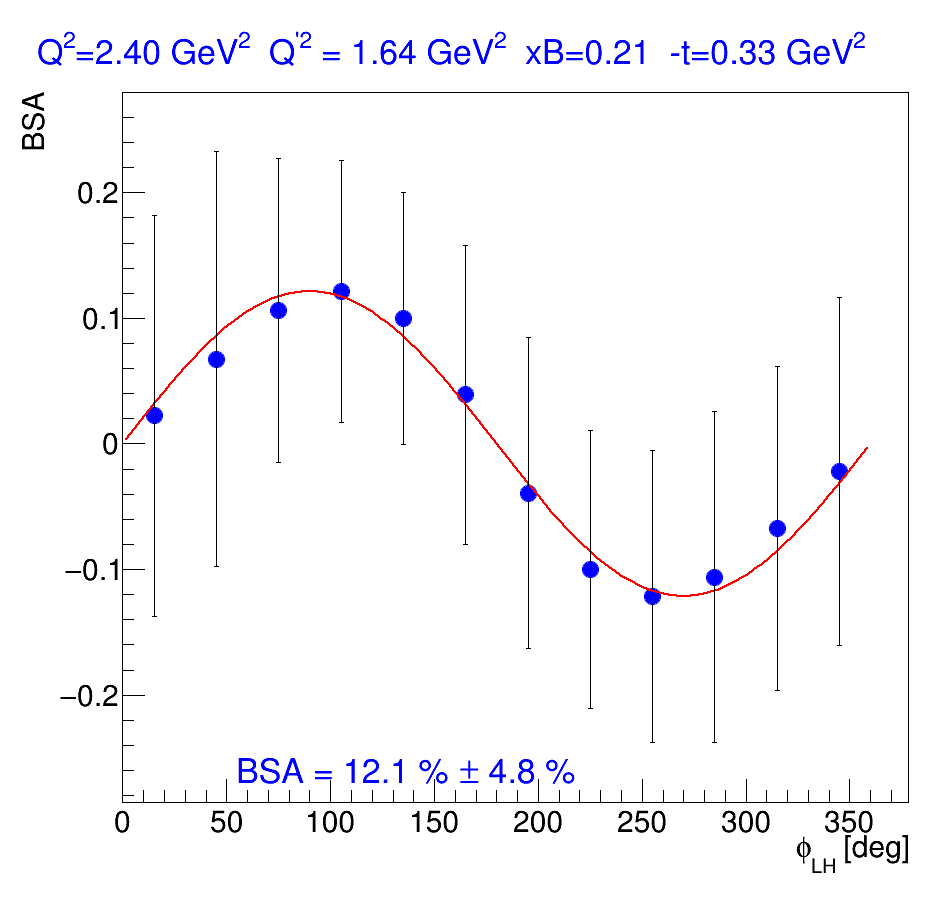 Q²=2.40 GeV² Q'² = 1.64 GeV² xB=0.21 -t=0.33 GeV²
BSA
0.2
0.1
0
−0.1
−0.2
BSA = 12.1 % ± 4.8 %
0 50 100 150 200 250 300 350
ϕLH [deg]